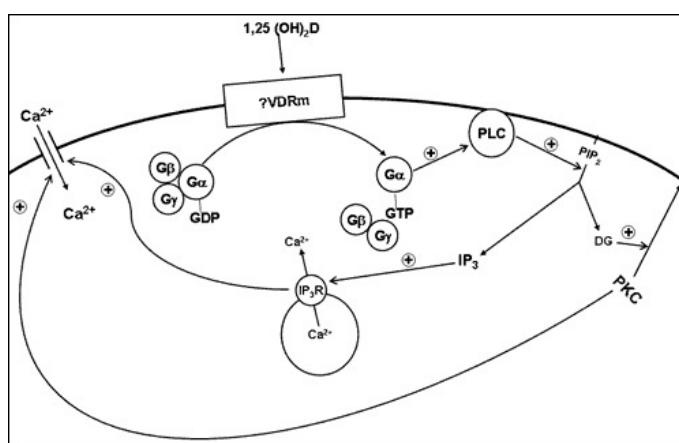 1,25 (OH)₂D
?VDRm
Ca²⁺
Ca²⁺
+
+
Gβ
Gγ
Gα
GDP
Gα
GTP
Gβ
Gγ
+
PLC
+
PIP₂
DG
+
PKC
IP₃
+
Ca²⁺
IP₃R
Ca²⁺